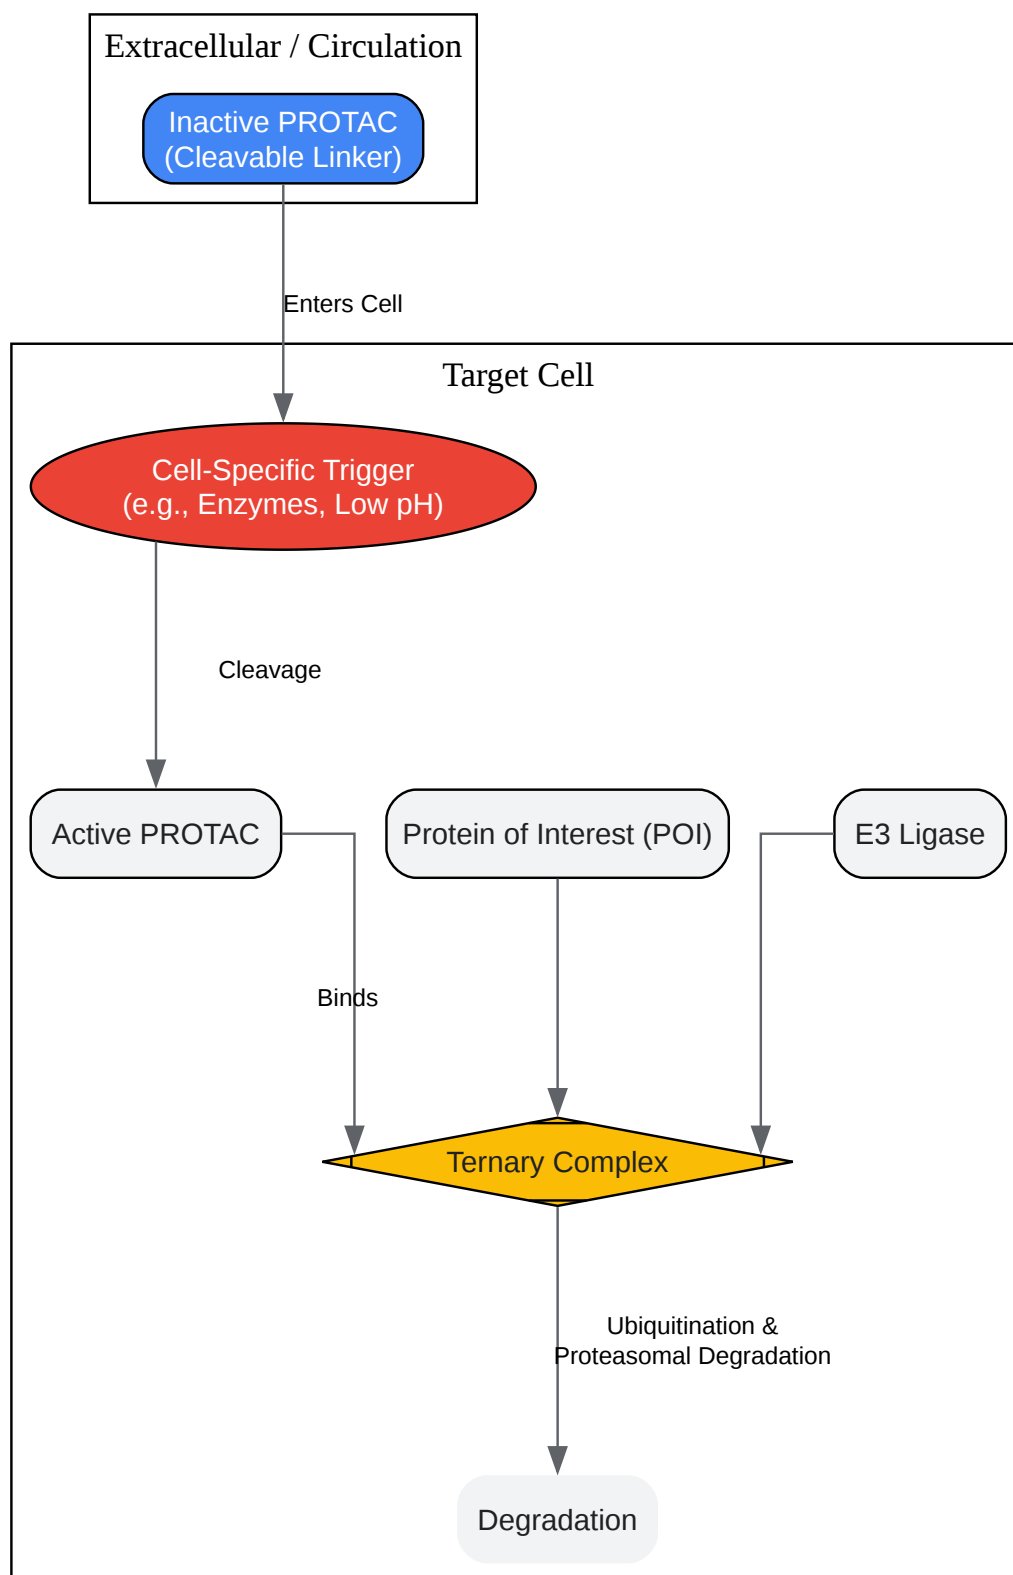 Extracellular / Circulation
Inactive PROTAC
(Cleavable Linker)
Enters Cell
Target Cell
Cell-Specific Trigger
(e.g., Enzymes, Low pH)
Cleavage
Active PROTAC
Protein of Interest (POI)
E3 Ligase
Binds
Ternary Complex
Ubiquitination &
Proteasomal Degradation
Degradation